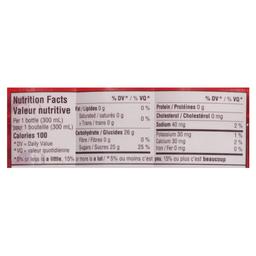 Nutrition Facts
Valeur nutritive
Per 1 bottle (300 mL)
pour 1 bouteille (300 mL)
Calories 100
*DV = Daily Value
*VQ = valeur quotidienne
% DV* / % VQ*
Fat / Lipides 0 g 0 %
Saturated / saturés 0 g
+ Trans / trans 0 g 0 %
Carbohydrate / Glucides 26 g
Fibre / Fibres 0 g 0 %
Sugars / Sucres 25 g 25 %
% DV* / % VQ*
Protein / Protéines 0 g
Cholesterol / Cholestérol 0 mg
Sodium 40 mg 2 %
Potassium 30 mg 1 %
Calcium 30 mg 2 %
Iron / Fer 0 mg 0 %
*5% or less is a little, 15% or more is a lot / *5% ou moins c'est peu, 15% ou plus c'est beaucoup